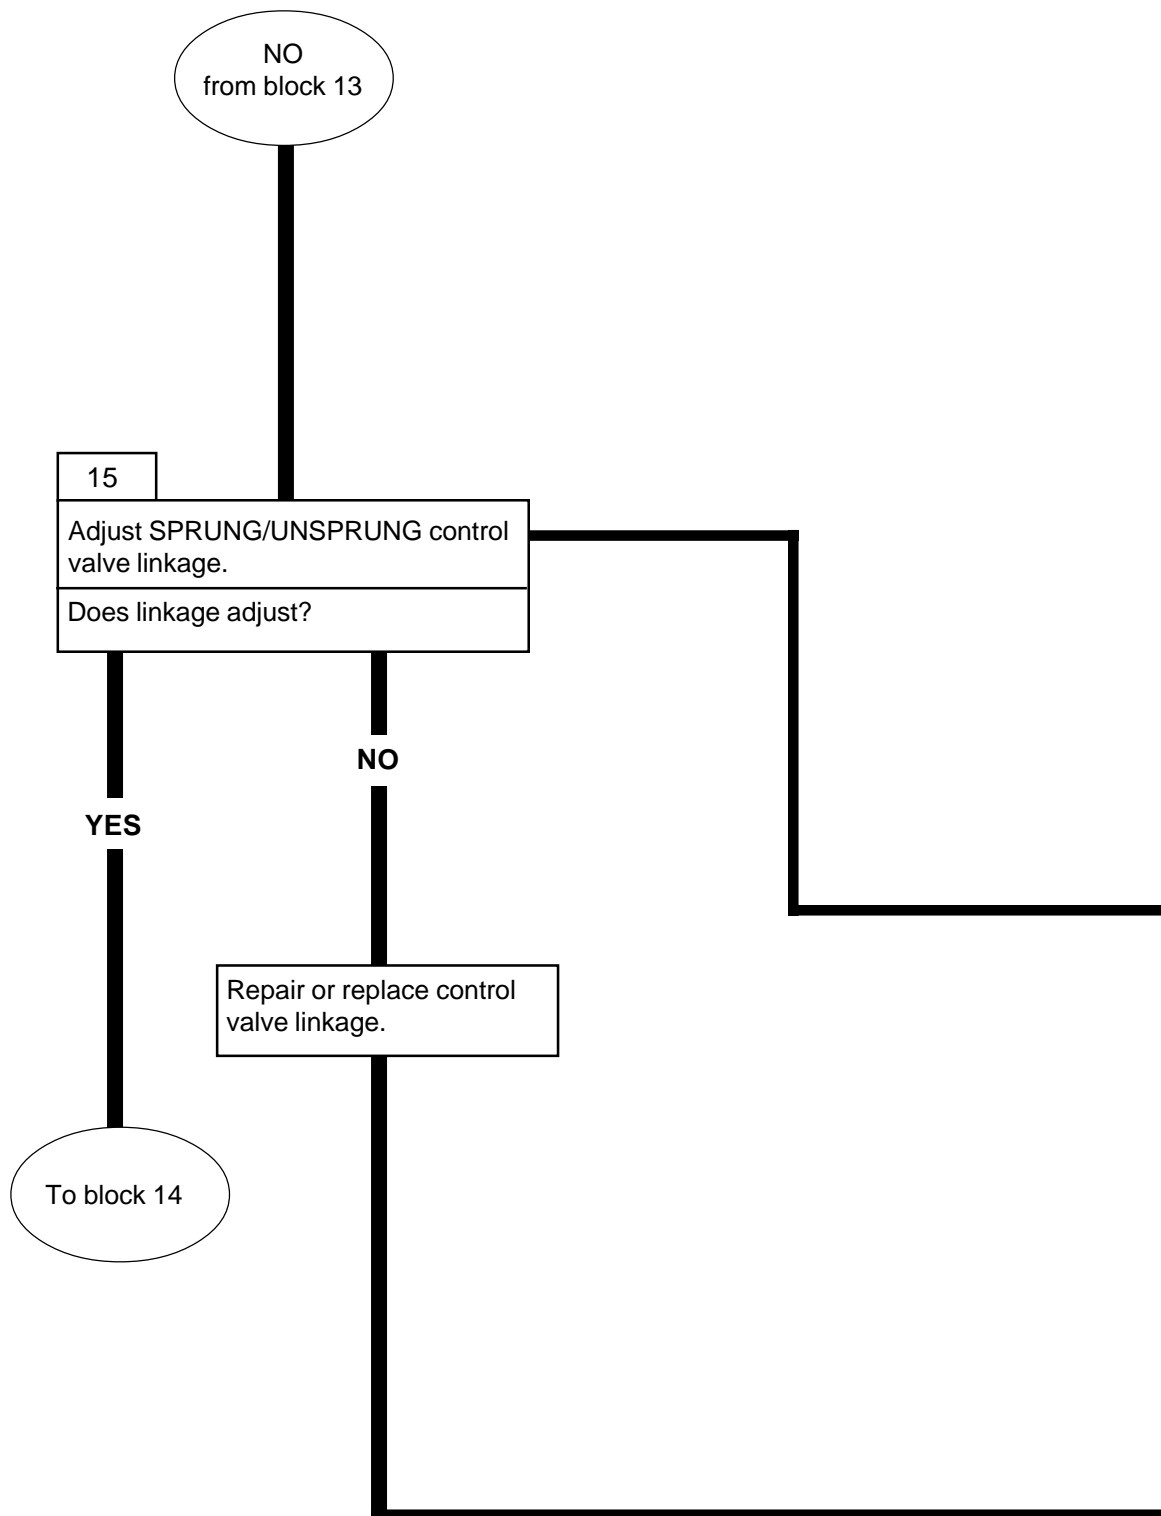 NO
from block 13
15
Adjust SPRUNG/UNSPRUNG control
valve linkage.
Does linkage adjust?
NO
YES
Repair or replace control
valve linkage.
To block 14